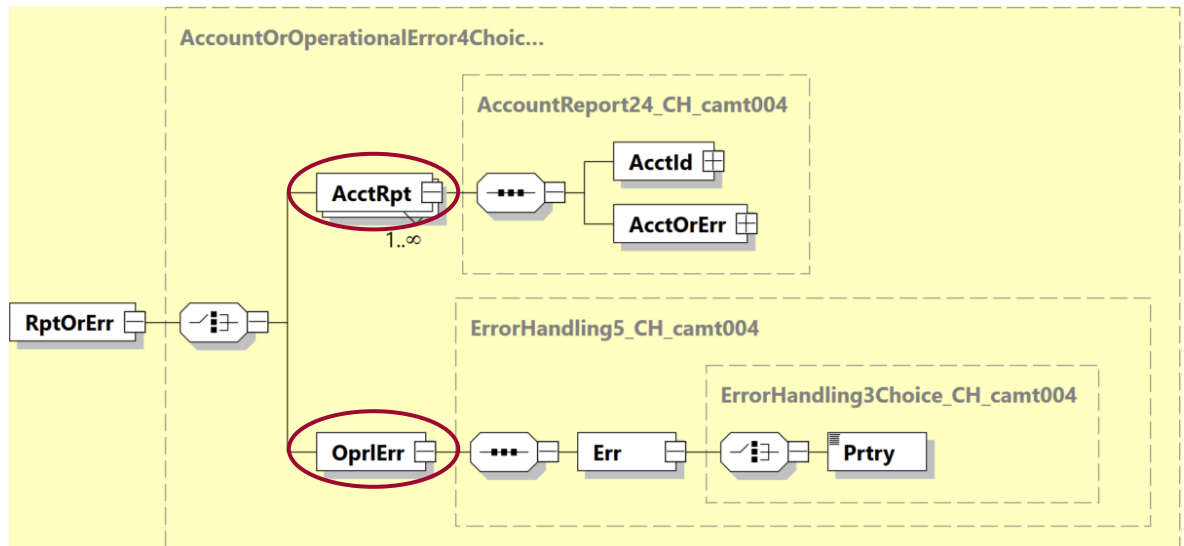 AccountOrOperationalError4Choic...
AccountReport24_CH_camt004
AcctId
AcctRpt
AcctOrErr
1..∞
RptOrErr
ErrorHandling5_CH_camt004
ErrorHandling3Choice_CH_camt004
OprlErr
Err
Prtry